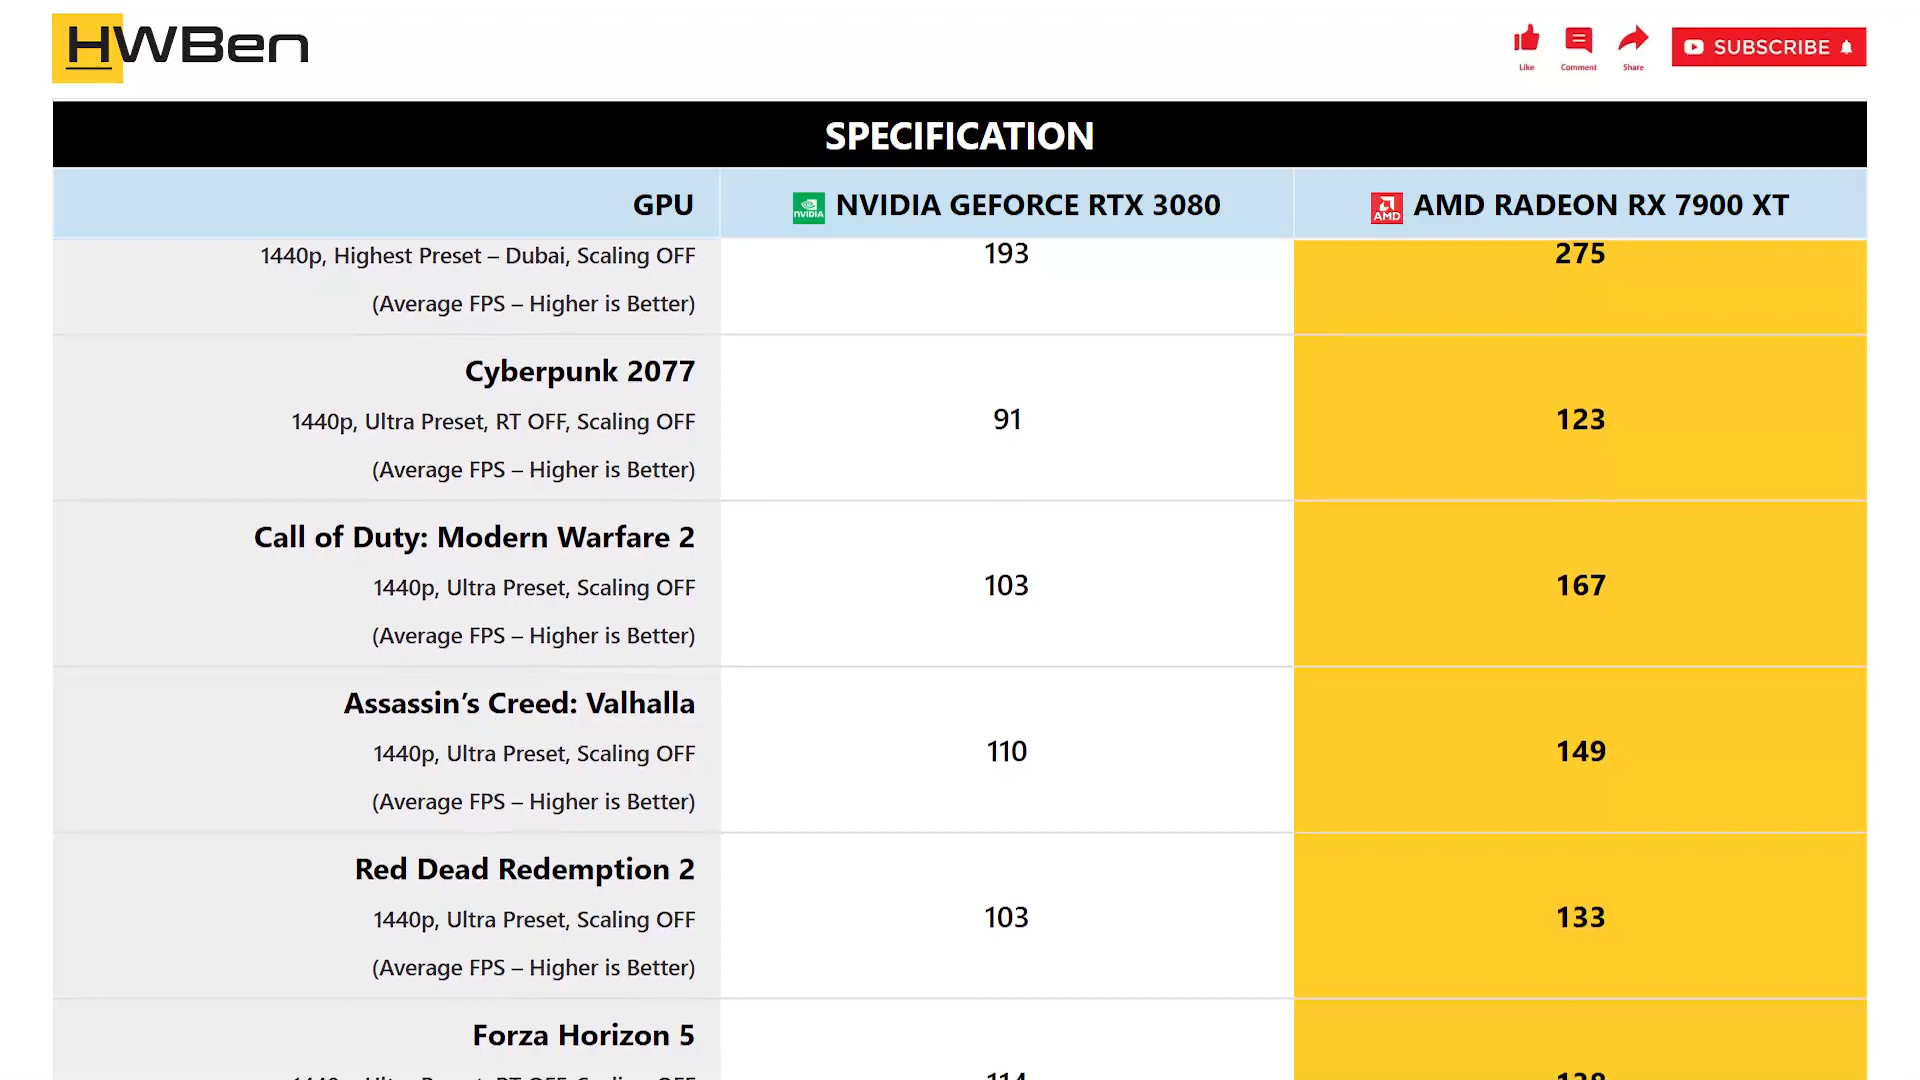 HWBen
Like
Comment
Share
SUBSCRIBE
SPECIFICATION
GPU
NVIDIA
NVIDIA GEFORCE RTX 3080
AMD
AMD RADEON RX 7900 XT
1440p, Highest Preset – Dubai, Scaling OFF
(Average FPS – Higher is Better)
193
275
Cyberpunk 2077
1440p, Ultra Preset, RT OFF, Scaling OFF
(Average FPS – Higher is Better)
91
123
Call of Duty: Modern Warfare 2
1440p, Ultra Preset, Scaling OFF
(Average FPS – Higher is Better)
103
167
Assassin’s Creed: Valhalla
1440p, Ultra Preset, Scaling OFF
(Average FPS – Higher is Better)
110
149
Red Dead Redemption 2
1440p, Ultra Preset, Scaling OFF
(Average FPS – Higher is Better)
103
133
Forza Horizon 5